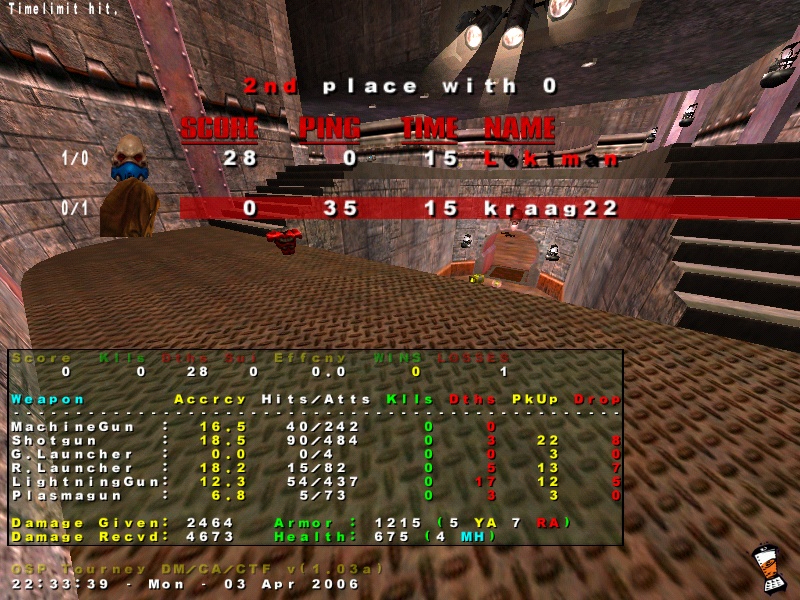 Timelimit hit.
2nd place with 0
SCORE PING TIME NAME
1/0 28 0 15 Lokiman
0/1 0 35 15 kraag22
Score Klls Dths Sui Effcny WINS LOSSES
0 0 28 0 0.0 0 1
Weapon Accrcy Hits/Atts Klls Dths PkUp Drop
MachineGun : 16.5 40/242 0 0
Shotgun : 18.5 90/484 0 3 22 8
G.Launcher : 0.0 0/4 0 0 3 0
R.Launcher : 18.2 15/82 0 5 13 7
LightningGun: 12.3 54/437 0 17 12 5
Plasmagun : 6.8 5/73 0 3 3 0
Damage Given: 2464 Armor : 1215 (5 YA 7 RA)
Damage Recvd: 4673 Health: 675 (4 MH)
OSP Tourney DM/CA/CTF v(1.03a)
22:33:39 - Mon - 03 Apr 2006